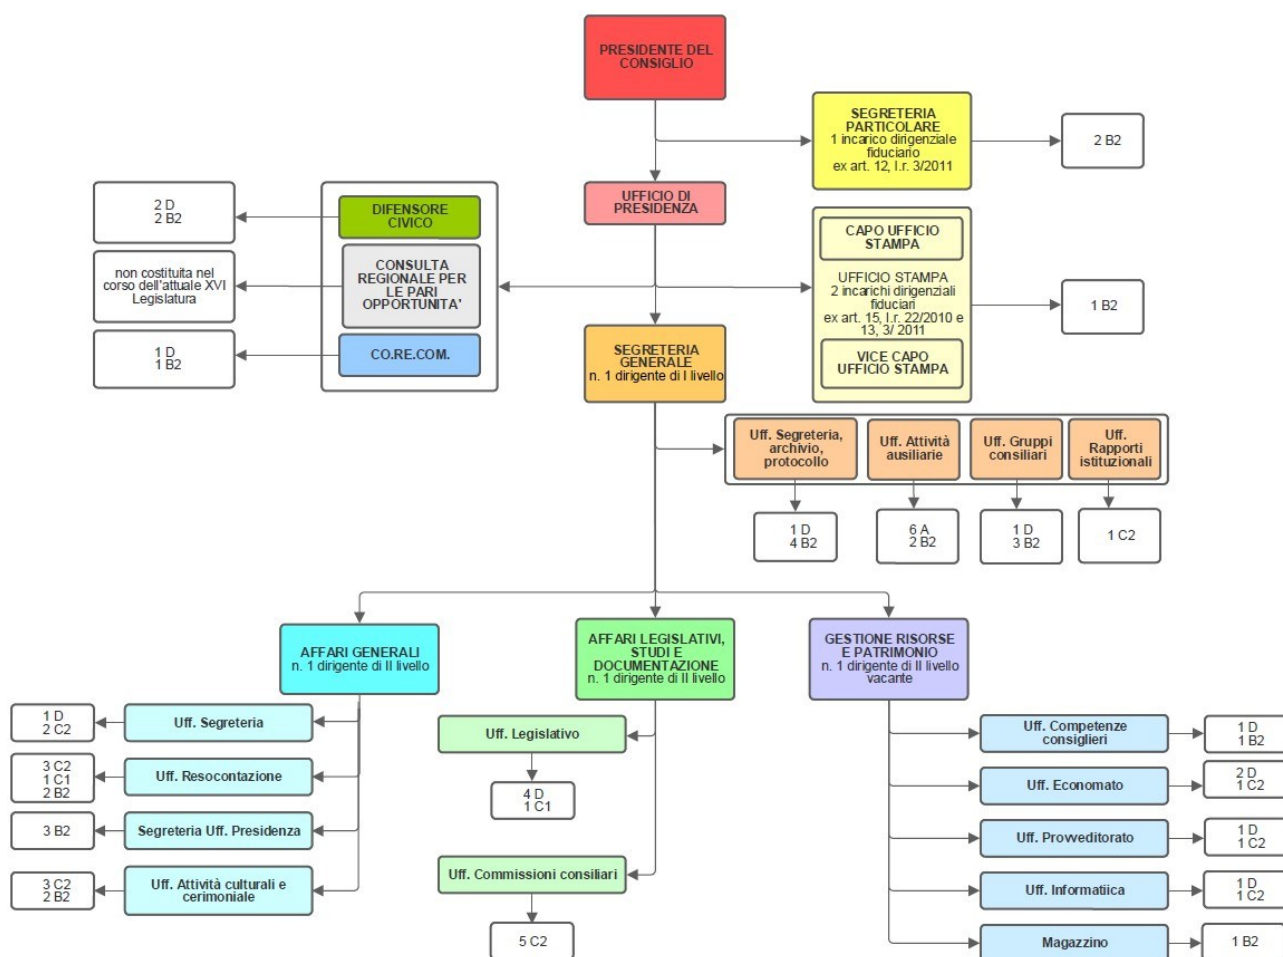 PRESIDENTE DEL
CONSIGLIO
SEGRETERIA
PARTICOLARE
1 incarico dirigenziale
fiduciario
ex art. 12, l.r. 3/2011
2 B2
UFFICIO DI
PRESIDENZA
2 D
2 B2
DIFENSORE
CIVICO
CAPO UFFICIO
STAMPA
non costituita nel
corso dell'attuale XVI
Legislatura
CONSULTA
REGIONALE PER
LE PARI
OPPORTUNITA'
UFFICIO STAMPA
2 incarichi dirigenziali
fiduciari
ex art. 15, l.r. 22/2010 e
13, 3/ 2011
1 B2
1 D
1 B2
CO.RE.COM.
SEGRETERIA
GENERALE
n. 1 dirigente di I livello
VICE CAPO
UFFICIO STAMPA
Uff. Segreteria,
archivio,
protocollo
Uff. Attività
ausiliarie
Uff. Gruppi
consiliari
Uff.
Rapporti
istituzionali
1 D
4 B2
6 A
2 B2
1 D
3 B2
1 C2
AFFARI GENERALI
n. 1 dirigente di II livello
AFFARI LEGISLATIVI,
STUDI E
DOCUMENTAZIONE
n. 1 dirigente di II livello
GESTIONE RISORSE
E PATRIMONIO
n. 1 dirigente di II livello
vacante
1 D
2 C2
Uff. Segreteria
3 C2
1 C1
2 B2
Uff. Resocontazione
3 B2
Segreteria Uff. Presidenza
3 C2
2 B2
Uff. Attività culturali e
cerimoniale
Uff. Legislativo
4 D
1 C1
Uff. Commissioni consiliari
5 C2
Uff. Competenze
consiglieri
1 D
1 B2
Uff. Economato
2 D
1 C2
Uff. Provveditorato
1 D
1 C2
Uff. Informatiica
1 D
1 C2
Magazzino
1 B2